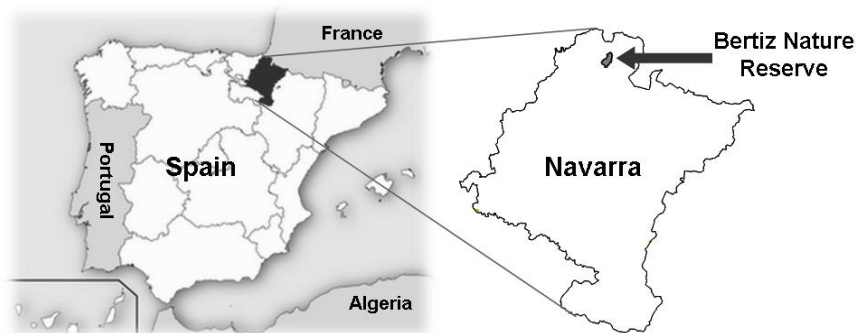 France
Bertiz Nature
Reserve
Spain
Portugal
Navarra
Algeria